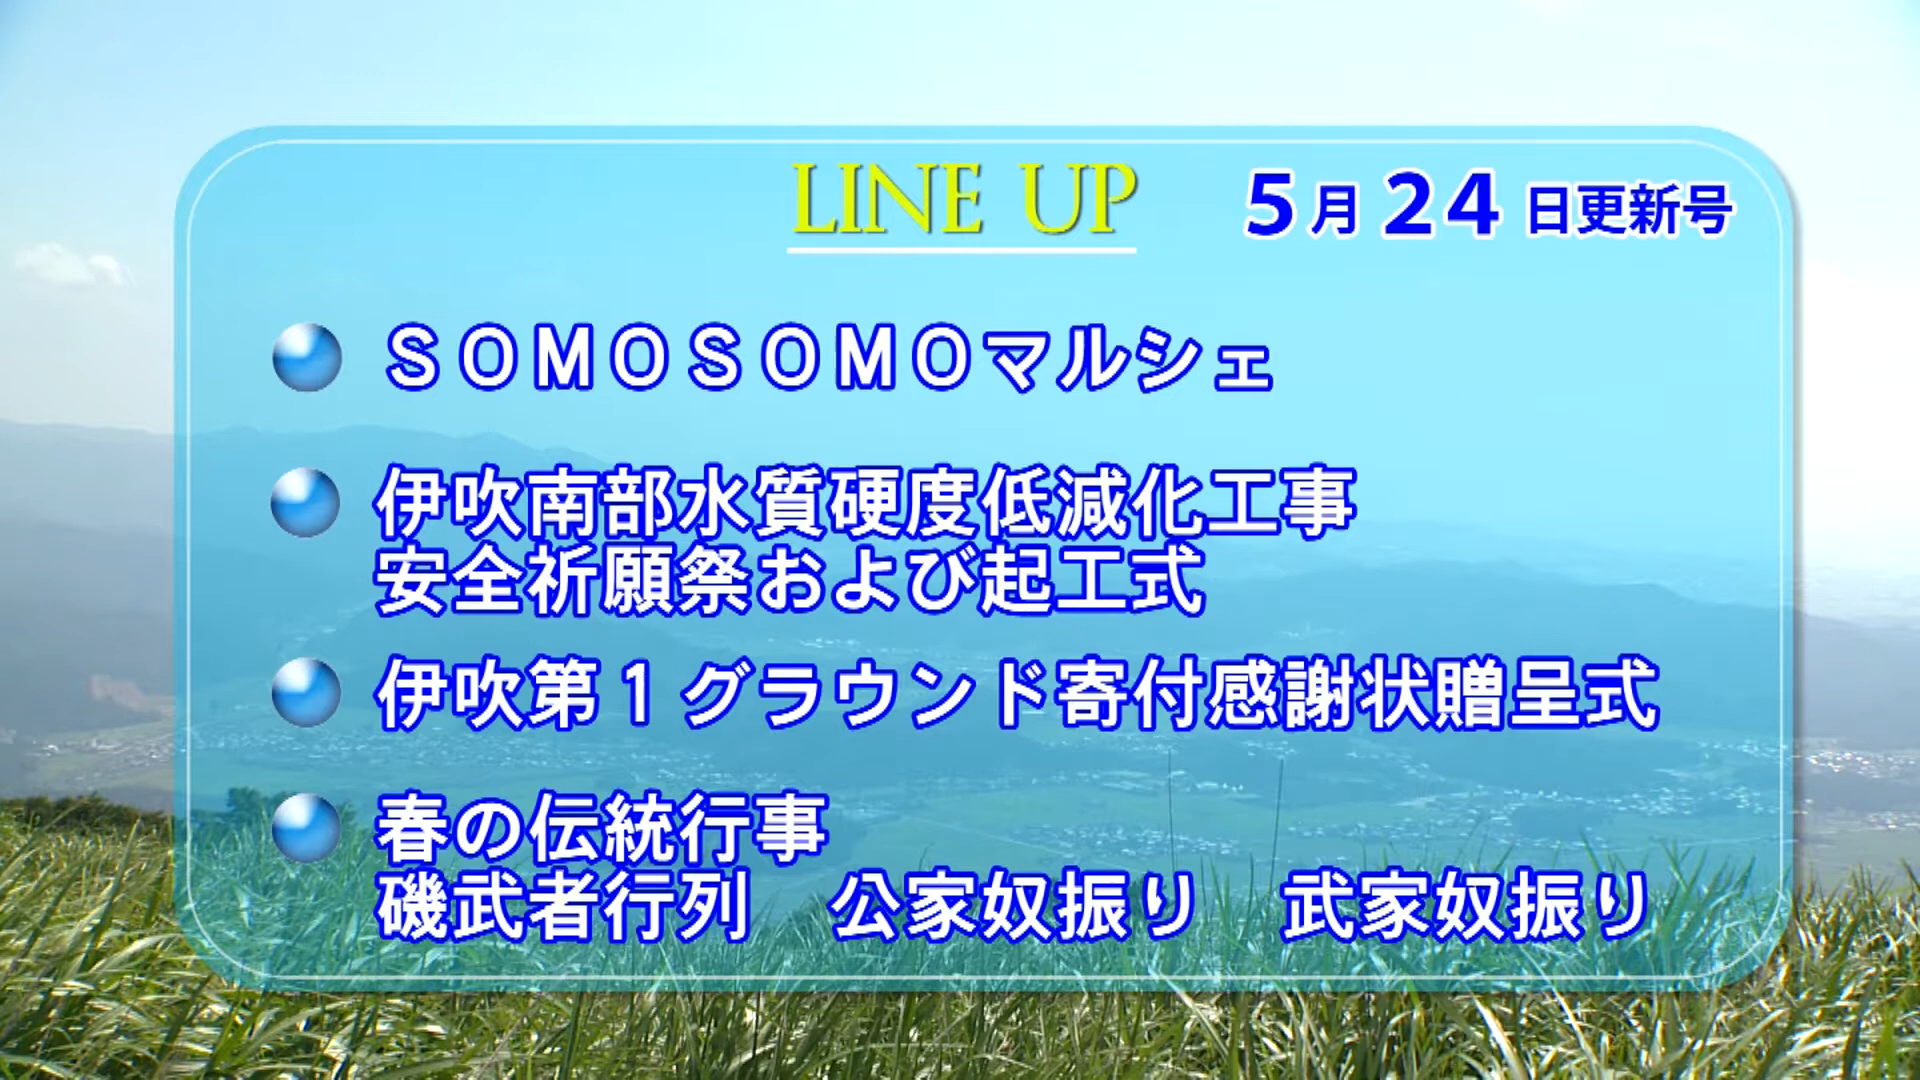 LINE UP
5月24日更新号
ＳＯＭＯＳＯＭＯマルシェ
伊吹南部水質硬度低減化工事
安全祈願祭および起工式
伊吹第１グラウンド寄付感謝状贈呈式
春の伝統行事
磯武者行列　公家奴振り　武家奴振り